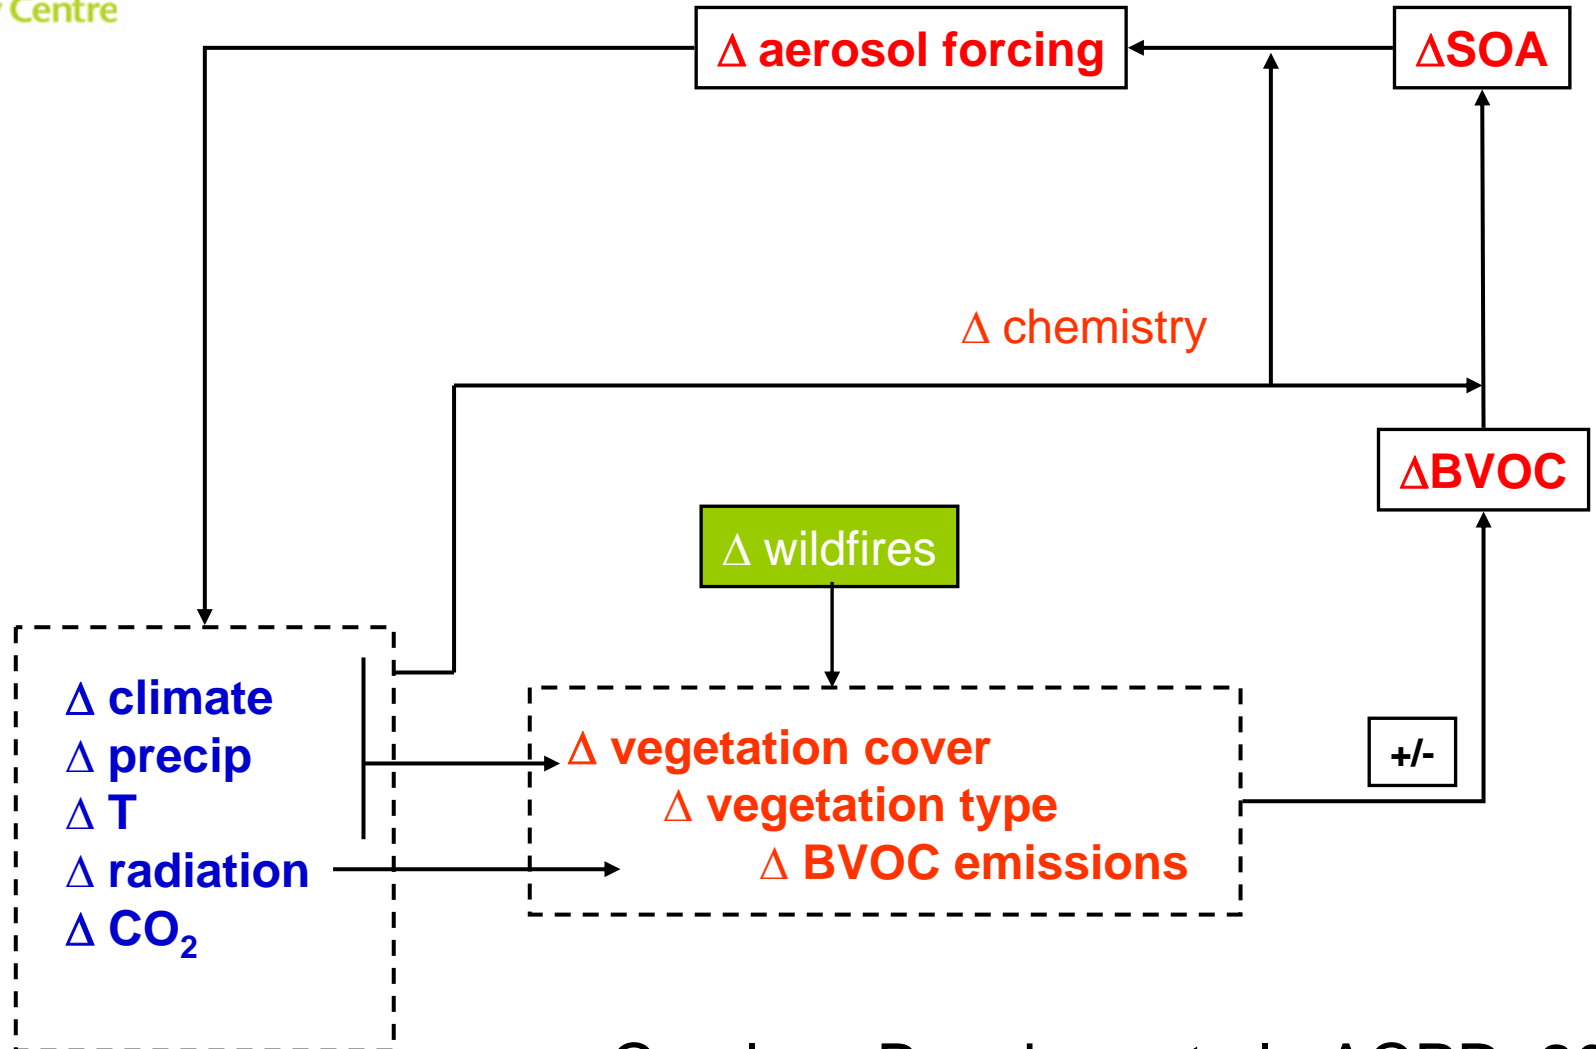 Centre
Δ aerosol forcing
ΔSOA
Δ chemistry
ΔBVOC
Δ wildfires
Δ climate
Δ precip
Δ T
Δ radiation
Δ CO₂
Δ vegetation cover
Δ vegetation type
Δ BVOC emissions
+/-